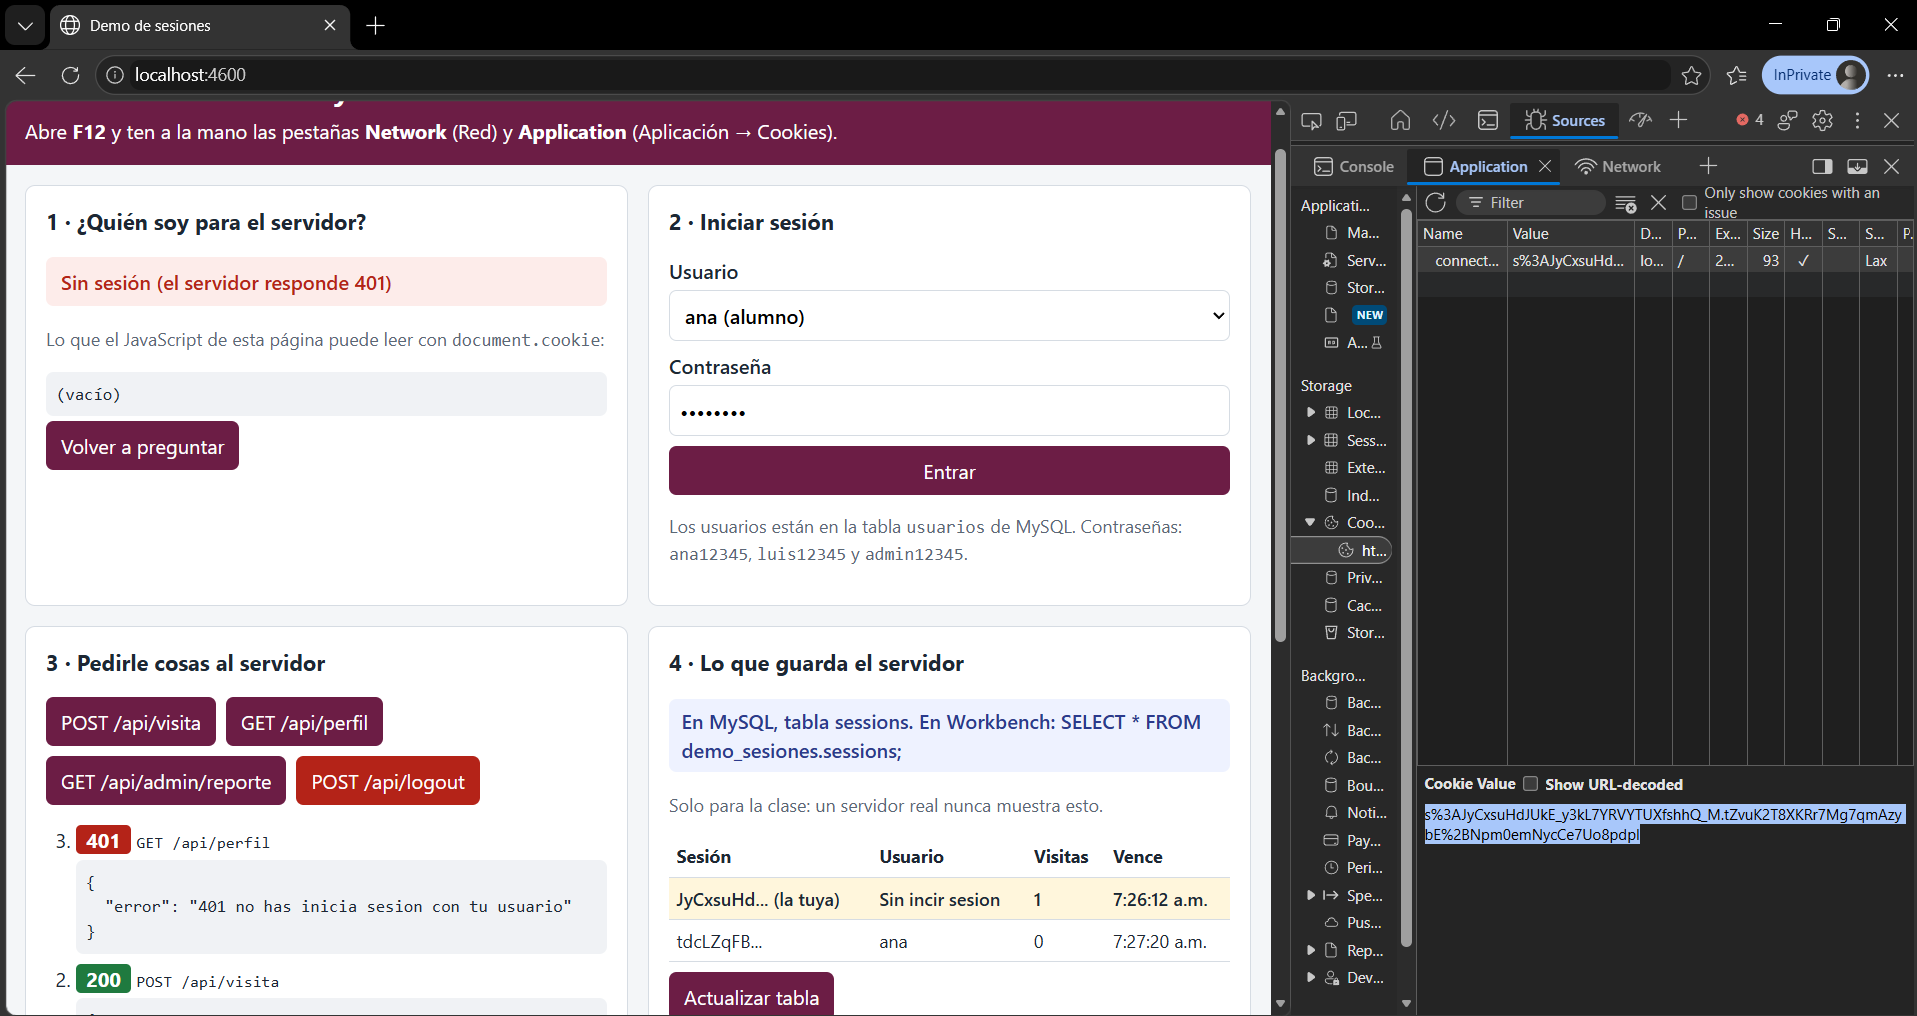 Demo de sesiones
localhost:4600
InPrivate
Abre F12 y ten a la mano las pestañas Network (Red) y Application (Aplicación → Cookies).
1 · ¿Quién soy para el servidor?
Sin sesión (el servidor responde 401)
Lo que el JavaScript de esta página puede leer con document.cookie:
(vacío)
Volver a preguntar
2 · Iniciar sesión
Usuario
ana (alumno)
Contraseña
••••••••
Entrar
Los usuarios están en la tabla usuarios de MySQL. Contraseñas:
ana12345, luis12345 y admin12345.
3 · Pedirle cosas al servidor
POST /api/visita
GET /api/perfil
GET /api/admin/reporte
POST /api/logout
3. 401 GET /api/perfil
{
"error": "401 no has inicia sesion con tu usuario"
}
2. 200 POST /api/visita
4 · Lo que guarda el servidor
En MySQL, tabla sessions. En Workbench: SELECT * FROM
demo_sesiones.sessions;
Solo para la clase: un servidor real nunca muestra esto.
Sesión Usuario Visitas Vence
JyCxsuHd... (la tuya) Sin incir sesion 1 7:26:12 a.m.
tdcLZqFB... ana 0 7:27:20 a.m.
Actualizar tabla
Sources
4
Console
Application
Network
Applicati...
Ma...
Serv...
Stor...
NEW
A...
Storage
Loc...
Sess...
Exte...
Ind...
Coo...
ht...
Priv...
Cac...
Stor...
Backgro...
Bac...
Bac...
Bac...
Bou...
Noti...
Pay...
Peri...
Spe...
Pus...
Rep...
Dev...
Filter
Only show cookies with an
issue
Name Value D... P... Ex... Size H... S... S... P.
connect... s%3AJyCxsuHd... lo... / 2... 93 ✓ Lax
Cookie Value
Show URL-decoded
s%3AJyCxsuHdJUkE_y3kL7YRVYTUXfshhQ_M.tZvuK2T8XKRr7Mg7qmAzy
bE%2BNpm0emNycCe7Uo8pdpI